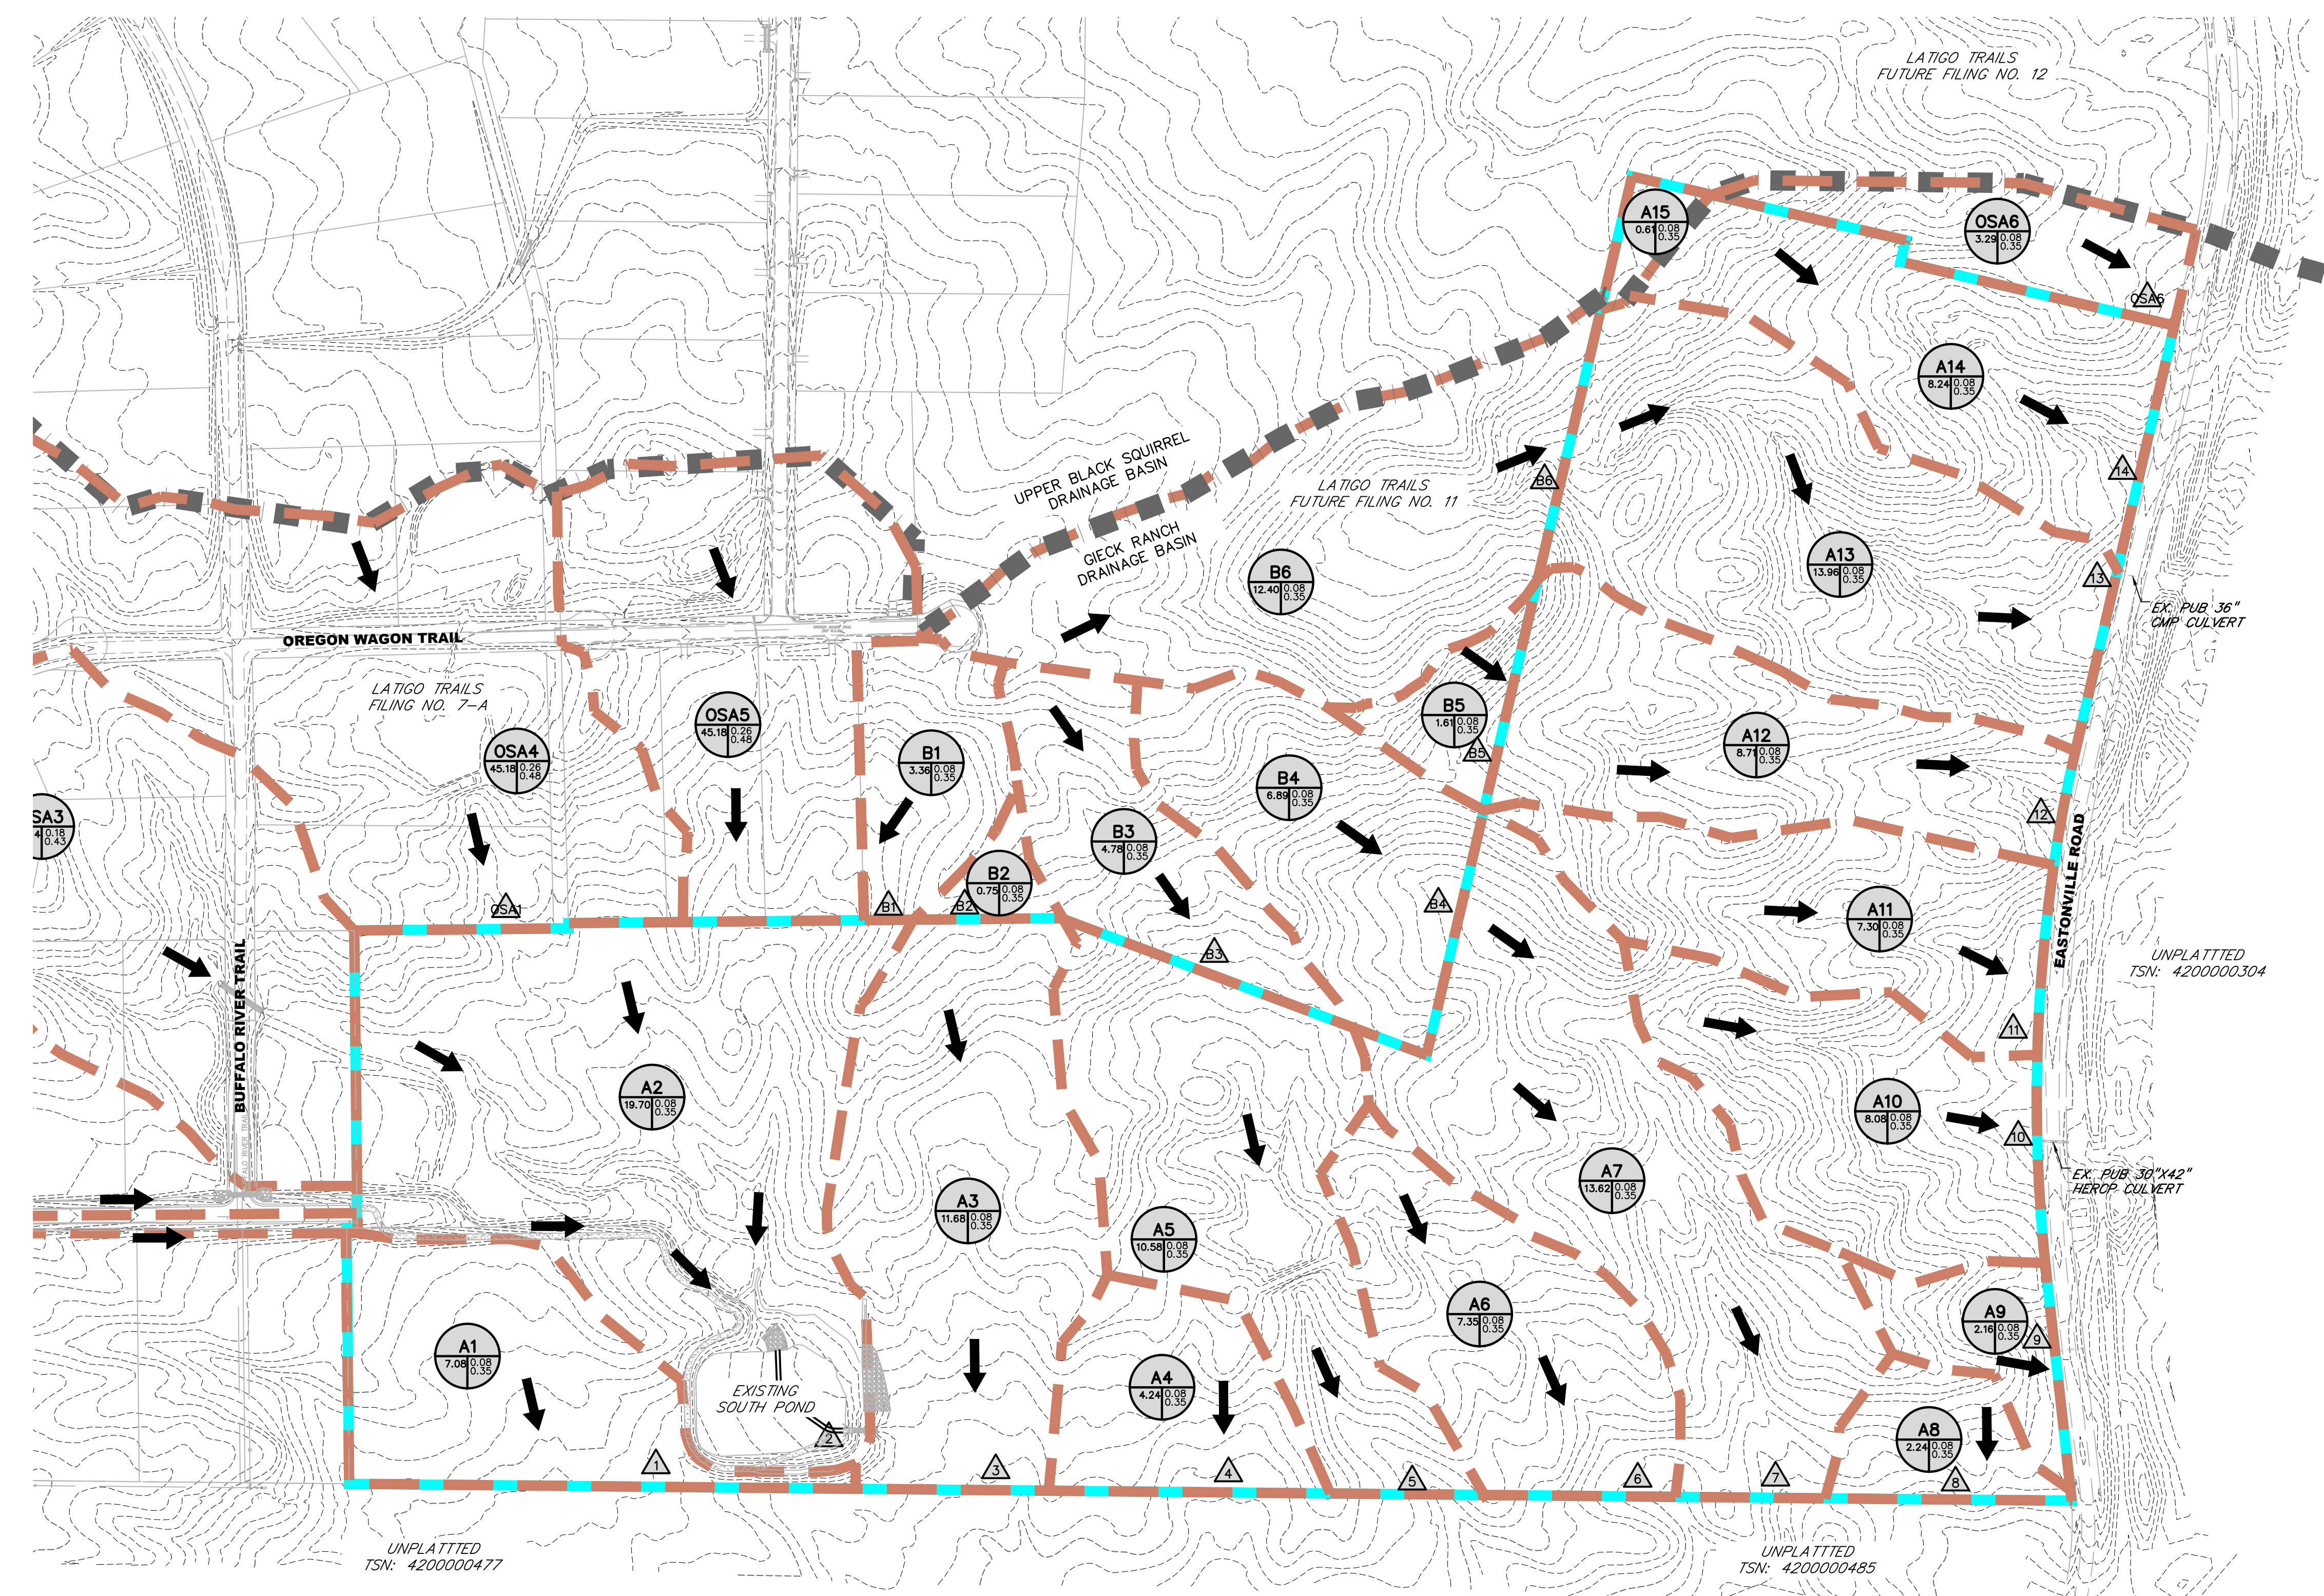 LATIGO TRAILS
FUTURE FILING NO. 12
A15
0.61 0.08
0.35
OSA6
3.29 0.08
0.35
OSA6
A14
8.24 0.08
0.35
14
UPPER BLACK SQUIRREL
DRAINAGE BASIN
GIECK RANCH
DRAINAGE BASIN
LATIGO TRAILS
FUTURE FILING NO. 11
B6
A13
13.96 0.08
0.35
13
B6
12.40 0.08
0.35
EX. PUB 36"
CMP CULVERT
OREGON WAGON TRAIL
LATIGO TRAILS
FILING NO. 7-A
OSA4
45.18 0.26
0.48
OSA5
45.18 0.26
0.48
B1
3.36 0.08
0.35
B5
1.61 0.08
0.35
B5
A12
8.71 0.08
0.35
12
B4
6.89 0.08
0.35
B3
4.78 0.08
0.35
SA3
4 0.18
0.43
B2
0.75 0.08
0.35
OSA1
B1
B2
B4
B3
A11
7.30 0.08
0.35
EASTONVILLE ROAD
UNPLATTTED
TSN: 4200000304
11
BUFFALO RIVER TRAIL
BUFFALO RIVER TRAIL
A2
19.70 0.08
0.35
A10
8.08 0.08
0.35
10
EX. PUB 30"X42"
HERCP CULVERT
A3
11.68 0.08
0.35
A5
10.58 0.08
0.35
A7
13.62 0.08
0.35
A6
7.35 0.08
0.35
A9
2.16 0.08
0.35
9
A1
7.08 0.08
0.35
EXISTING
SOUTH POND
2
A4
4.24 0.08
0.35
A8
2.24 0.08
0.35
1
3
4
5
6
7
8
UNPLATTTED
TSN: 4200000477
UNPLATTTED
TSN: 4200000485